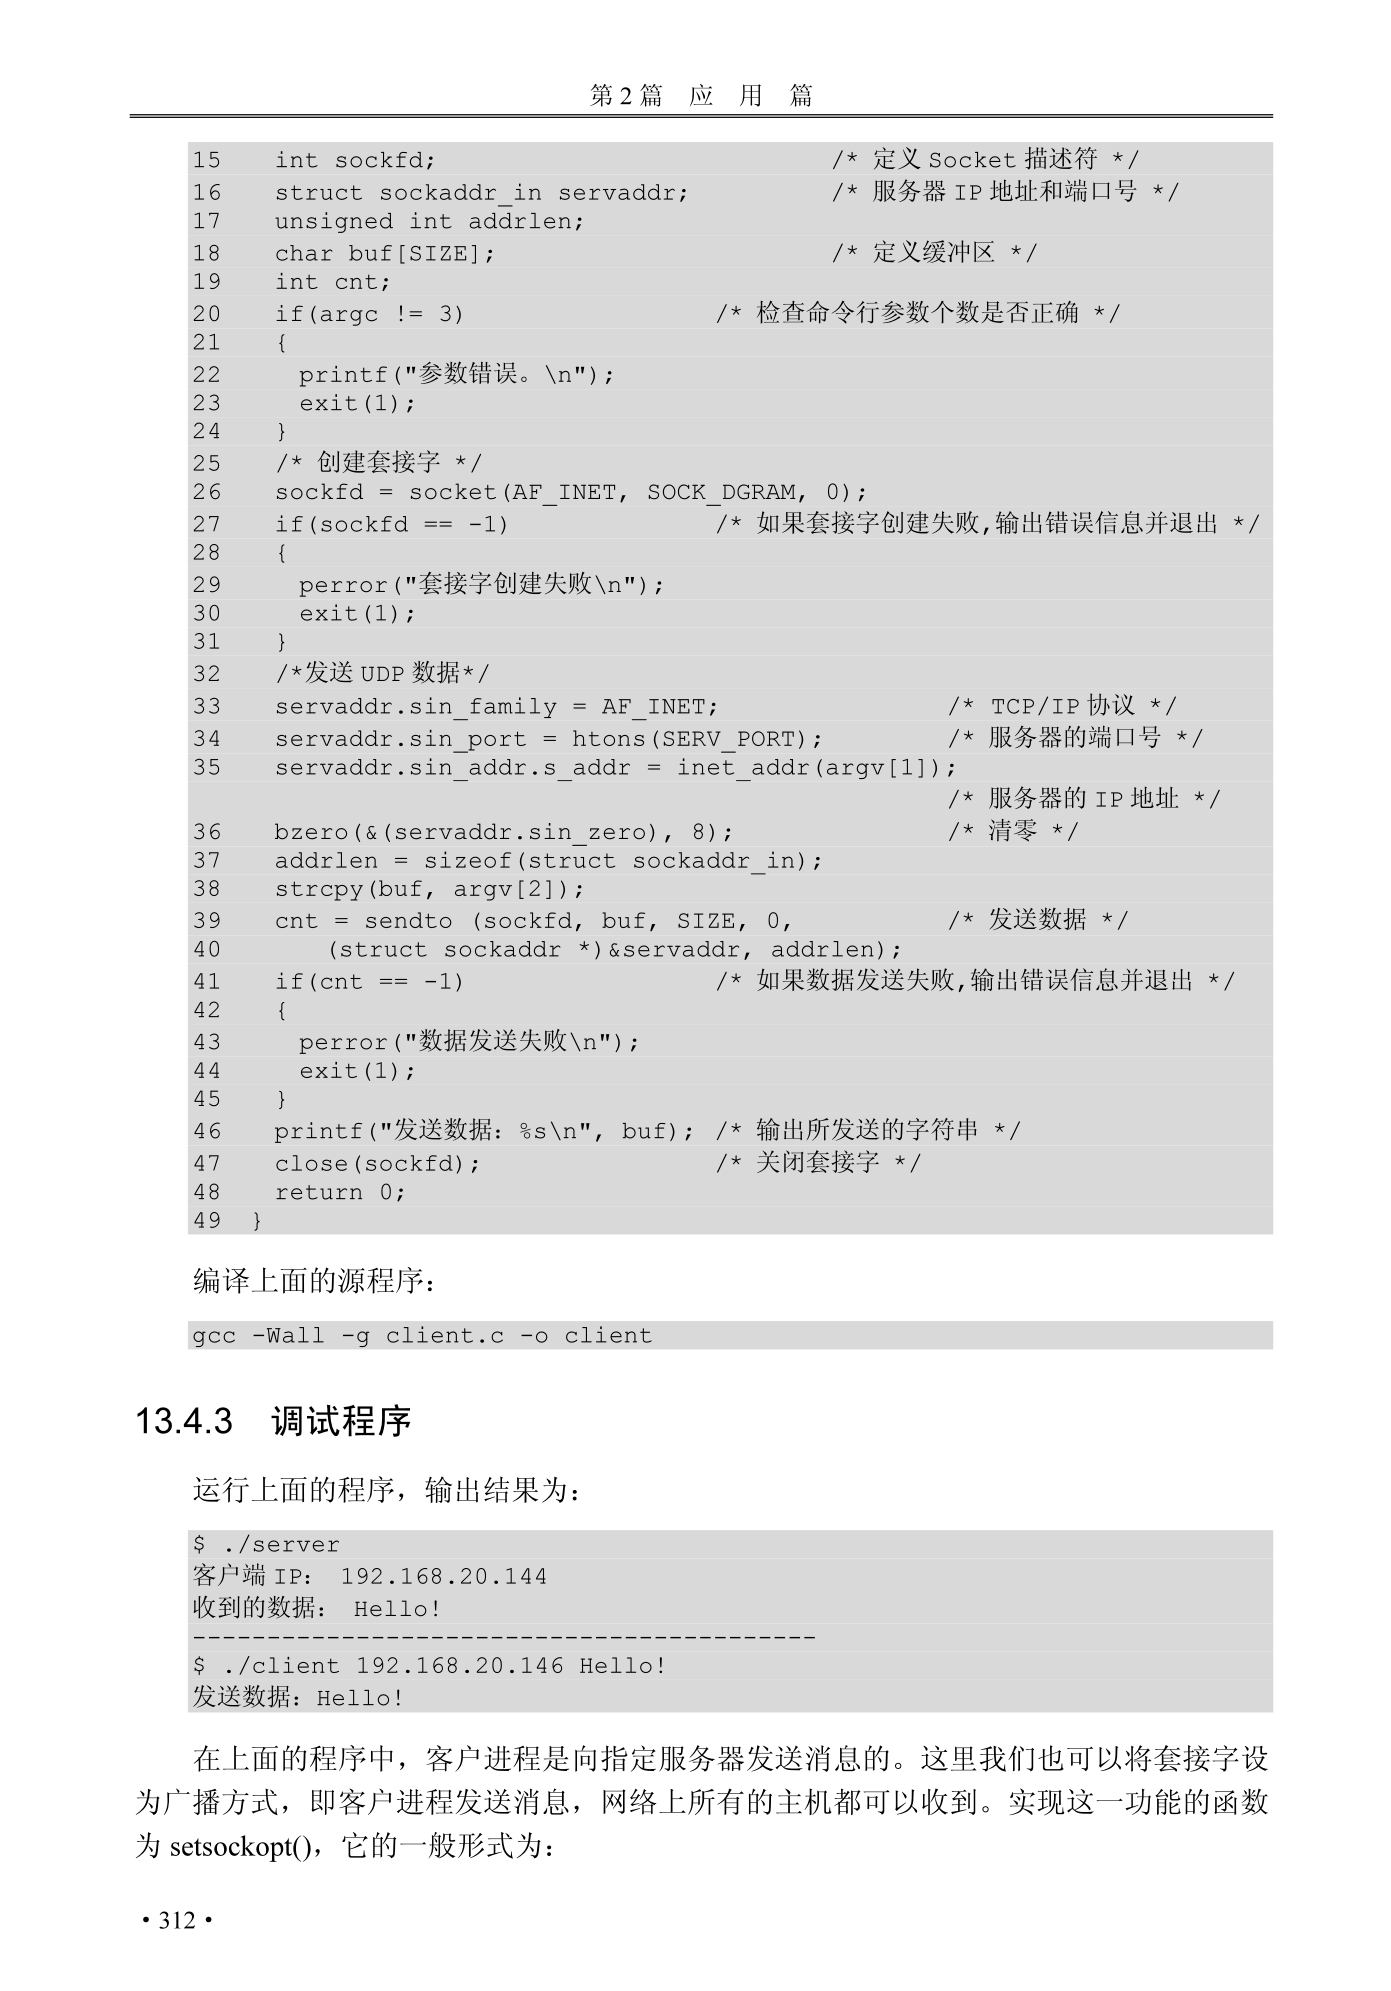 第 2 篇　应　用　篇
15    int sockfd;                           /* 定义 Socket 描述符 */
16    struct sockaddr_in servaddr;          /* 服务器 IP 地址和端口号 */
17    unsigned int addrlen;
18    char buf[SIZE];                       /* 定义缓冲区 */
19    int cnt;
20    if(argc != 3)                 /* 检查命令行参数个数是否正确 */
21    {
22      printf("参数错误。\n");
23      exit(1);
24    }
25    /* 创建套接字 */
26    sockfd = socket(AF_INET, SOCK_DGRAM, 0);
27    if(sockfd == -1)              /* 如果套接字创建失败,输出错误信息并退出 */
28    {
29      perror("套接字创建失败\n");
30      exit(1);
31    }
32    /*发送 UDP 数据*/
33    servaddr.sin_family = AF_INET;                /* TCP/IP 协议 */
34    servaddr.sin_port = htons(SERV_PORT);         /* 服务器的端口号 */
35    servaddr.sin_addr.s_addr = inet_addr(argv[1]);
                                                    /* 服务器的 IP 地址 */
36    bzero(&(servaddr.sin_zero), 8);               /* 清零 */
37    addrlen = sizeof(struct sockaddr_in);
38    strcpy(buf, argv[2]);
39    cnt = sendto (sockfd, buf, SIZE, 0,           /* 发送数据 */
40        (struct sockaddr *)&servaddr, addrlen);
41    if(cnt == -1)                 /* 如果数据发送失败,输出错误信息并退出 */
42    {
43      perror("数据发送失败\n");
44      exit(1);
45    }
46    printf("发送数据：%s\n", buf); /* 输出所发送的字符串 */
47    close(sockfd);                /* 关闭套接字 */
48    return 0;
49  }
编译上面的源程序：
gcc -Wall -g client.c -o client
13.4.3　调试程序
运行上面的程序，输出结果为：
$ ./server
客户端 IP： 192.168.20.144
收到的数据： Hello!
------------------------------------------
$ ./client 192.168.20.146 Hello!
发送数据：Hello!
在上面的程序中，客户进程是向指定服务器发送消息的。这里我们也可以将套接字设
为广播方式，即客户进程发送消息，网络上所有的主机都可以收到。实现这一功能的函数
为 setsockopt()，它的一般形式为：
·312·